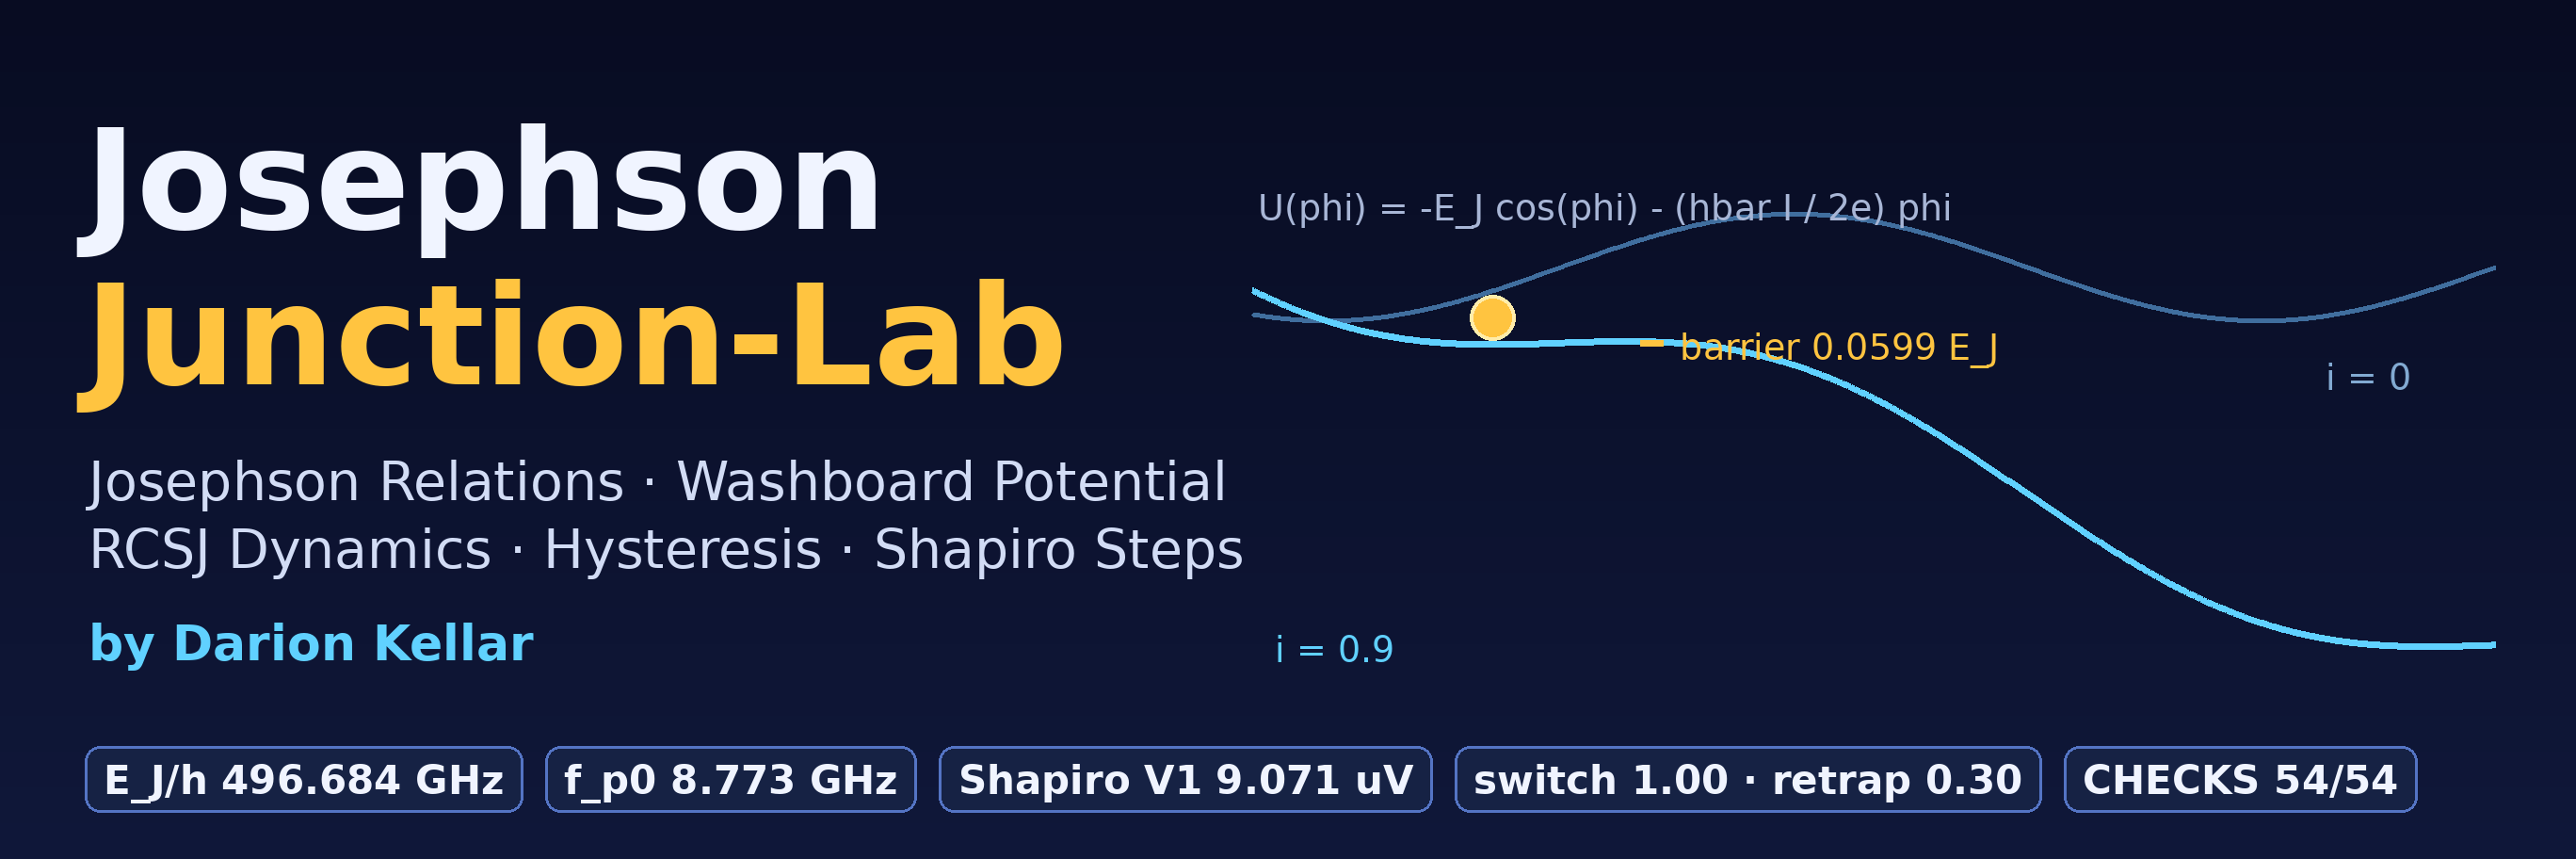 Josephson
Junction-Lab
Josephson Relations · Washboard Potential
RCSJ Dynamics · Hysteresis · Shapiro Steps
by Darion Kellar
U(phi) = -E_J cos(phi) - (hbar I / 2e) phi
barrier 0.0599 E_J
i = 0
i = 0.9
E_J/h 496.684 GHz
f_p0 8.773 GHz
Shapiro V1 9.071 uV
switch 1.00 · retrap 0.30
CHECKS 54/54